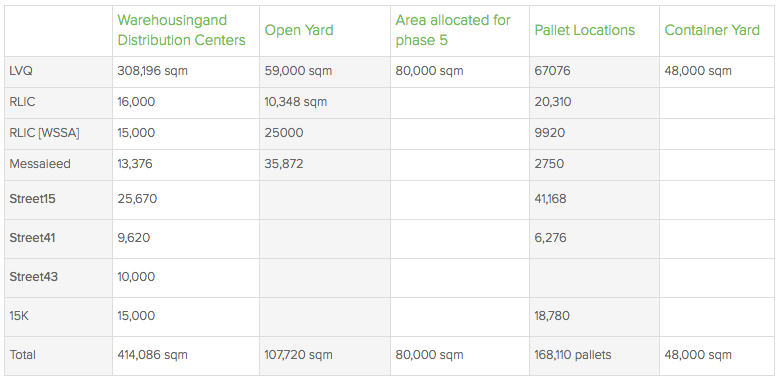 Warehousingand Distribution Centers Open Yard Area allocated for phase 5 Pallet Locations Container Yard
LVQ 308,196 sqm 59,000 sqm 80,000 sqm 67076 48,000 sqm
RLIC 16,000 10,348 sqm 20,310
RLIC [WSSA] 15,000 25000 9920
Messaieed 13,376 35,872 2750
Street15 25,670 41,168
Street41 9,620 6,276
Street43 10,000
15K 15,000 18,780
Total 414,086 sqm 107,720 sqm 80,000 sqm 168,110 pallets 48,000 sqm